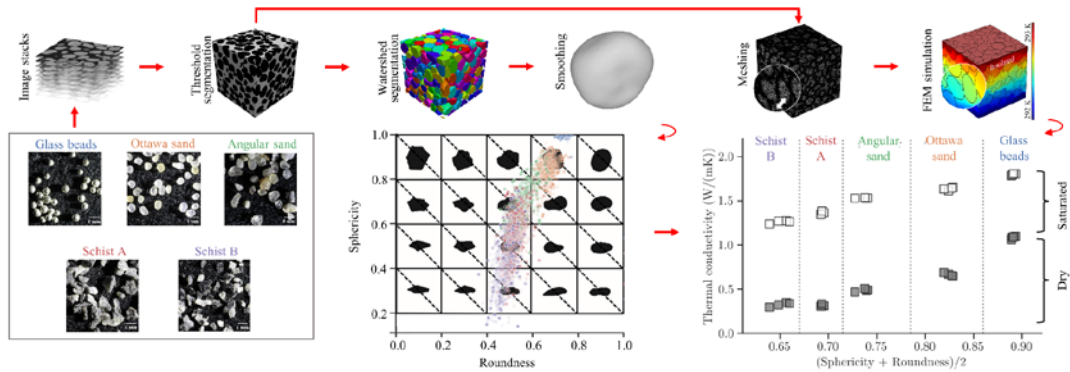 Image stacks
Threshold
segmentation
Watershed
segmentation
Smoothing
Meshing
FEM simulation
293 K
292 K
Glass beads
Ottawa sand
Angular sand
Schist A
Schist B
Sphericity
1.0
0.8
0.6
0.4
0.2
0.0
0.2
0.4
0.6
0.8
1.0
Roundness
Schist
B
Schist
A
Angular-
sand
Ottawa
sand
Glass
beads
Thermal conductivity (W/(mK))
2.0
1.5
1.0
0.5
0.0
0.65
0.70
0.75
0.80
0.85
0.90
(Sphericity + Roundness)/2
Saturated
Dry